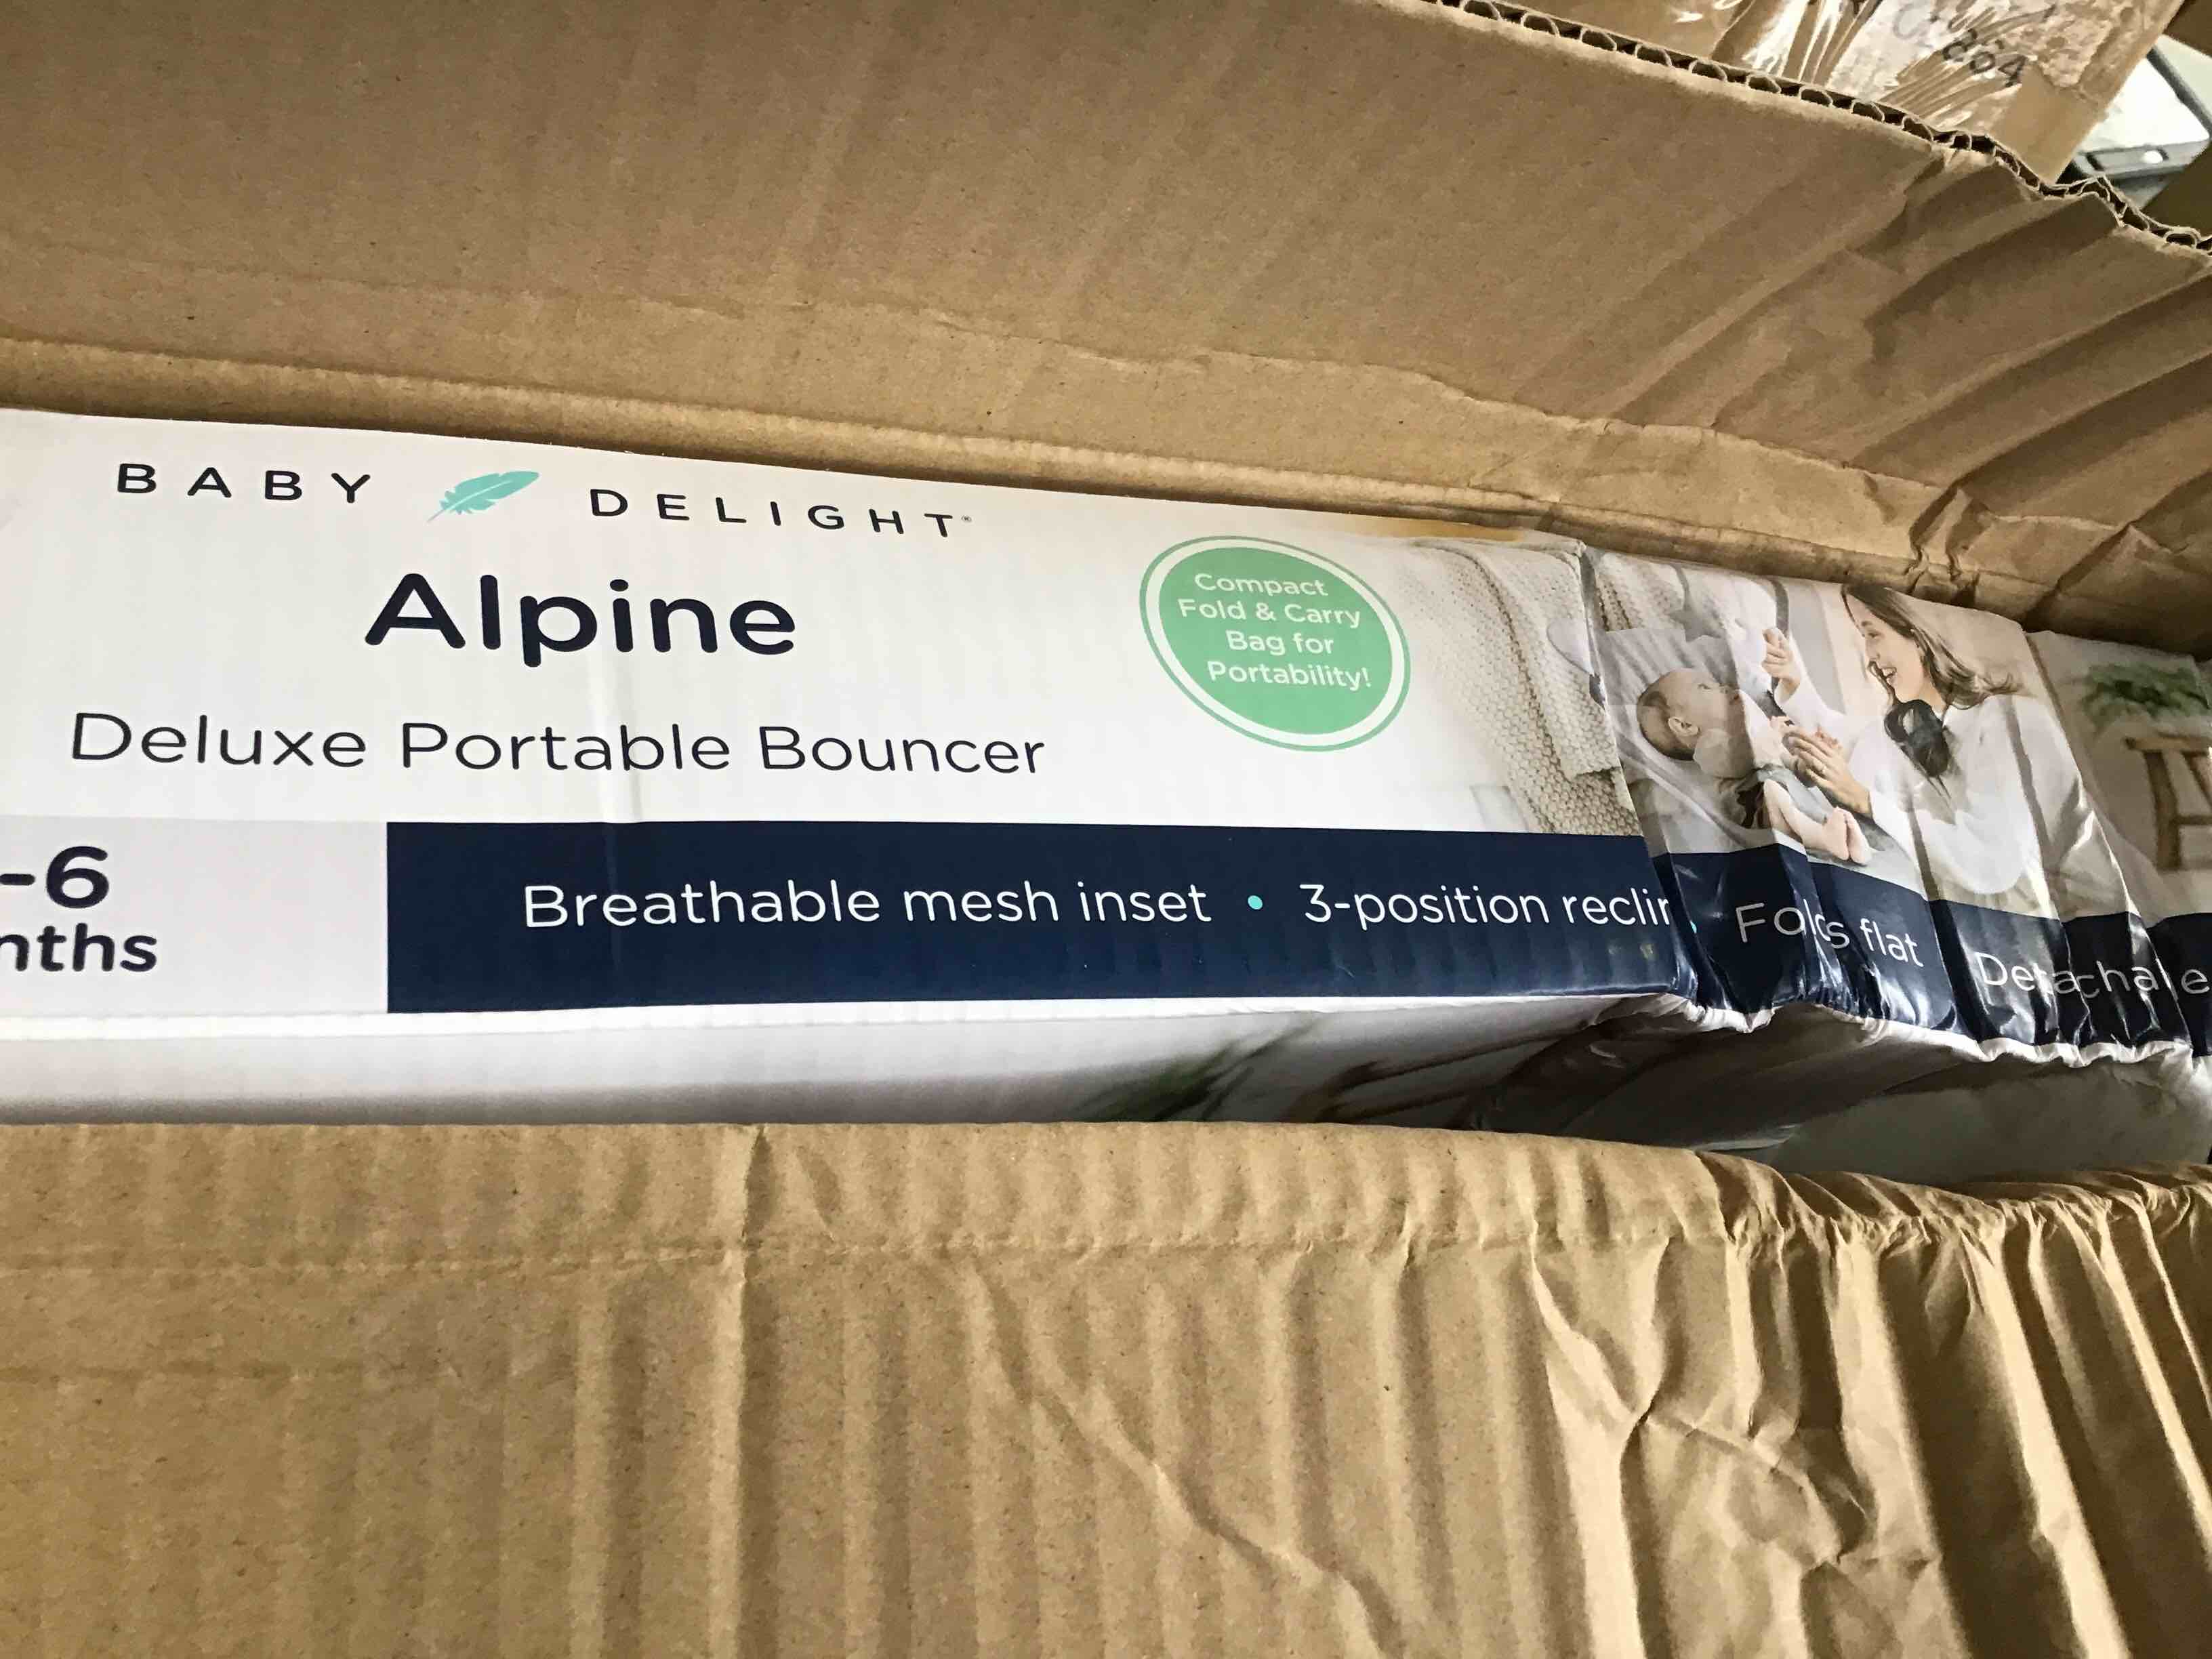 BABY DELIGHT
Alpine
Deluxe Portable Bouncer
Compact
Fold & Carry
Bag for
Portability!
-6
nths
Breathable mesh inset • 3-position reclin
Folds flat
Detachable